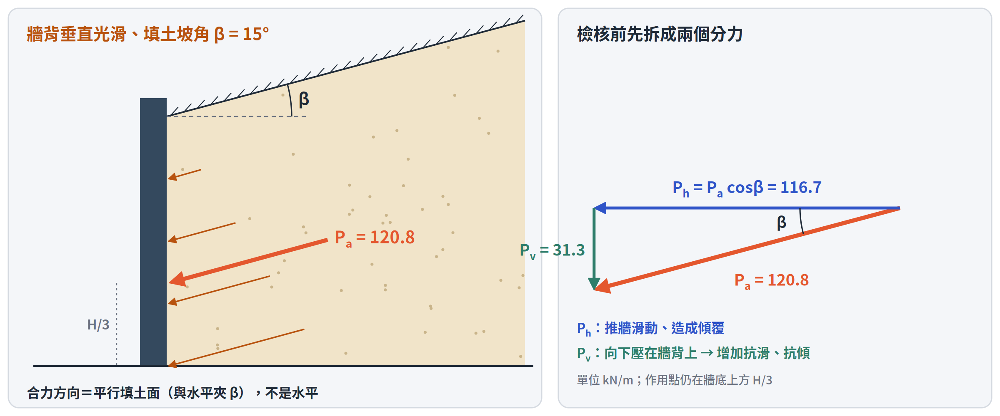 牆背垂直光滑、填土坡角 β = 15°
β
Pa = 120.8
H/3
合力方向＝平行填土面（與水平夾 β），不是水平
檢核前先拆成兩個分力
Ph = Pa cosβ = 116.7
β
Pv = 31.3
Pa = 120.8
Ph：推牆滑動、造成傾覆
Pv：向下壓在牆背上 → 增加抗滑、抗傾
單位 kN/m；作用點仍在牆底上方 H/3